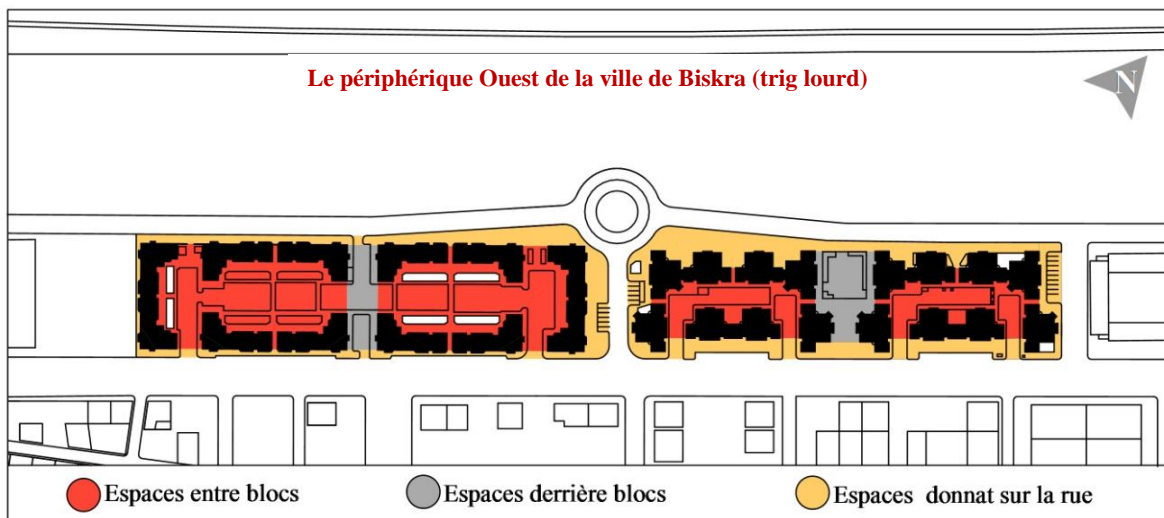 Le périphérique Ouest de la ville de Biskra (trig lourd)
N
Espaces entre blocs
Espaces derrière blocs
Espaces donnat sur la rue